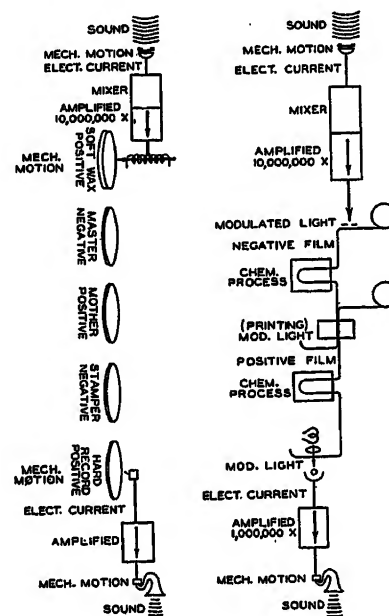 SOUND
MECH. MOTION
ELECT. CURRENT
MIXER
AMPLIFIED
10,000,000 X
MECH.
MOTION
SOFT WAX
POSITIVE
MASTER
NEGATIVE
MOTHER
POSITIVE
STAMPER
NEGATIVE
HARD
RECORD
POSITIVE
MECH.
MOTION
ELECT. CURRENT
AMPLIFIED
MECH. MOTION
SOUND
SOUND
MECH. MOTION
ELECT. CURRENT
MIXER
AMPLIFIED
10,000,000 X
MODULATED LIGHT
NEGATIVE FILM
CHEM.
PROCESS
(PRINTING)
MOD. LIGHT
POSITIVE FILM
CHEM.
PROCESS
MOD. LIGHT
ELECT. CURRENT
AMPLIFIED
1,000,000 X
MECH. MOTION
SOUND